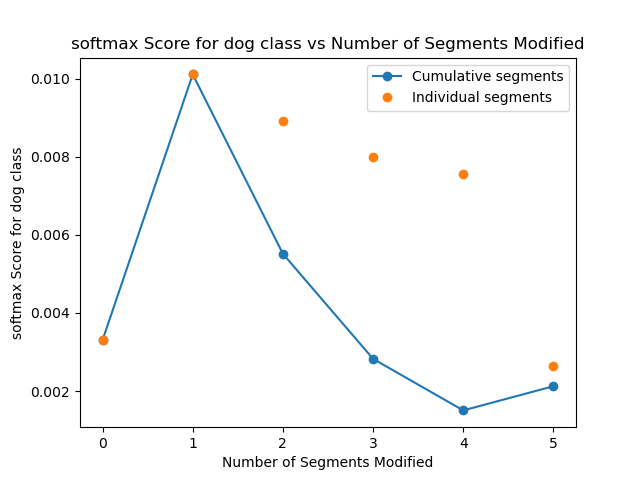 softmax Score for dog class vs Number of Segments Modified
Cumulative segments
Individual segments
softmax Score for dog class
0.010
0.008
0.006
0.004
0.002
0 1 2 3 4 5
Number of Segments Modified